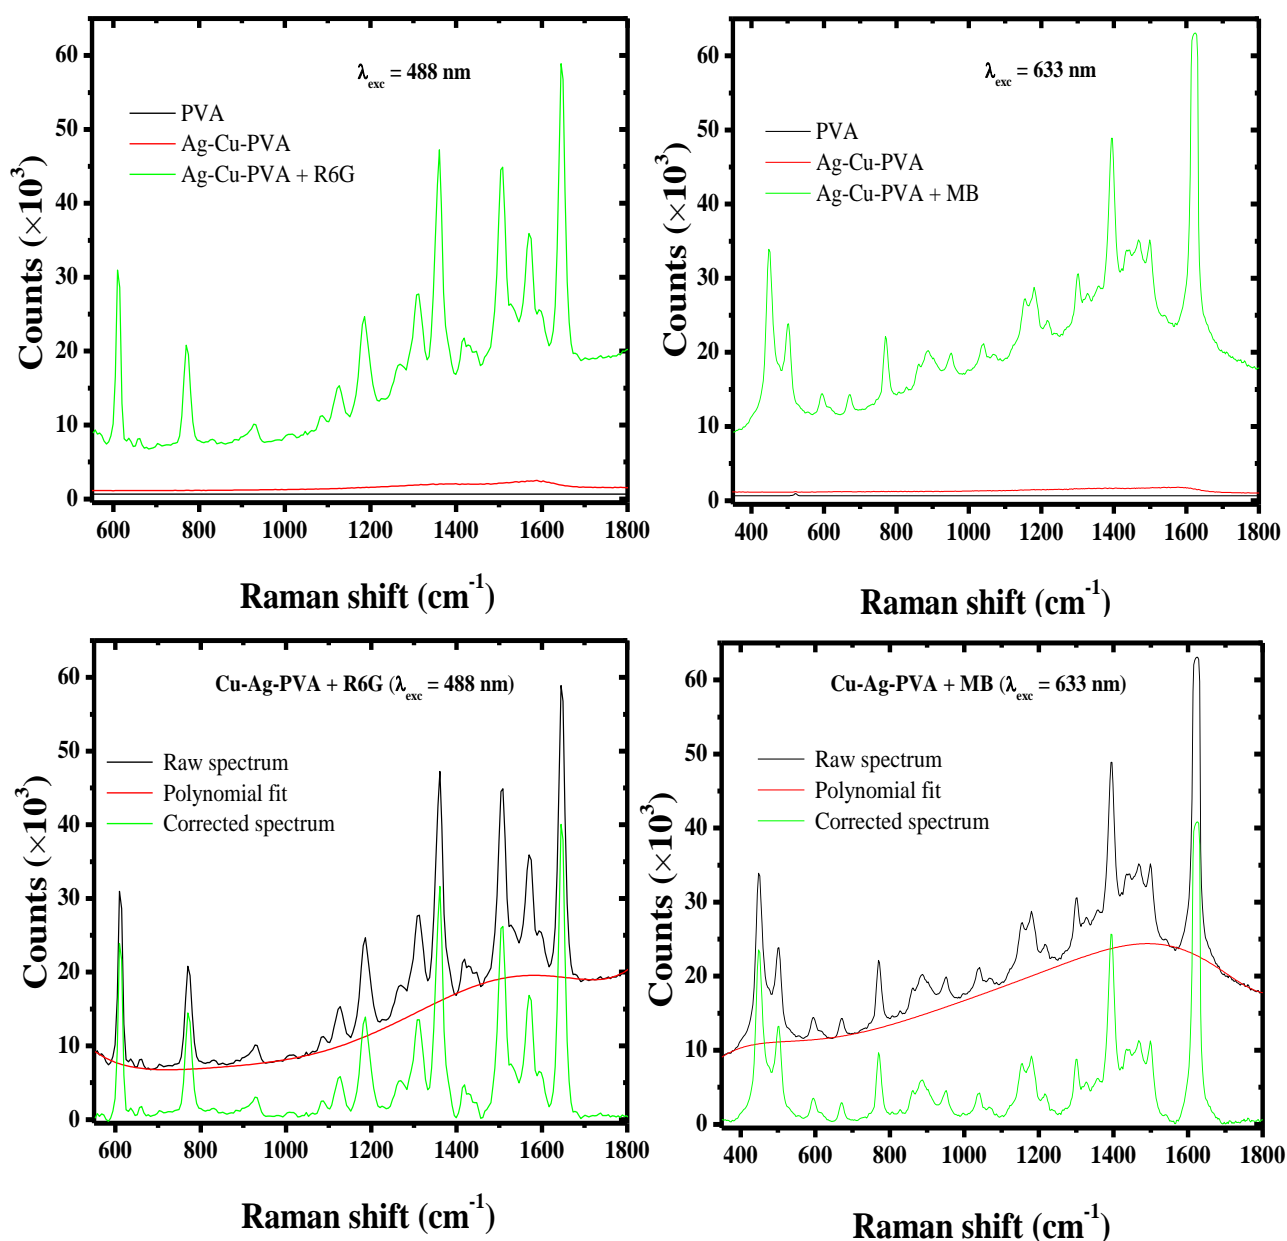 λexc = 488 nm
PVA
Ag-Cu-PVA
Ag-Cu-PVA + R6G
Counts (×10³)
60
50
40
30
20
10
0
600 800 1000 1200 1400 1600 1800
Raman shift (cm⁻¹)
λexc = 633 nm
PVA
Ag-Cu-PVA
Ag-Cu-PVA + MB
Counts (×10³)
60
50
40
30
20
10
0
400 600 800 1000 1200 1400 1600 1800
Raman shift (cm⁻¹)
Cu-Ag-PVA + R6G (λexc = 488 nm)
Raw spectrum
Polynomial fit
Corrected spectrum
Counts (×10³)
60
50
40
30
20
10
0
600 800 1000 1200 1400 1600 1800
Raman shift (cm⁻¹)
Cu-Ag-PVA + MB (λexc = 633 nm)
Raw spectrum
Polynomial fit
Corrected spectrum
Counts (×10³)
60
50
40
30
20
10
0
400 600 800 1000 1200 1400 1600 1800
Raman shift (cm⁻¹)